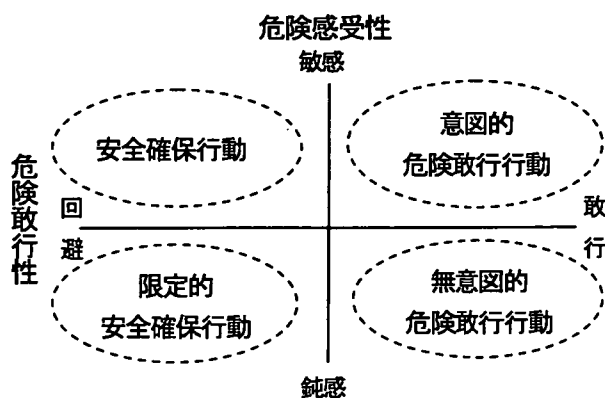 危険感受性
敏感
安全確保行動
意図的
危険敢行行動
危険敢行性
回避
敢行
限定的
安全確保行動
無意図的
危険敢行行動
鈍感